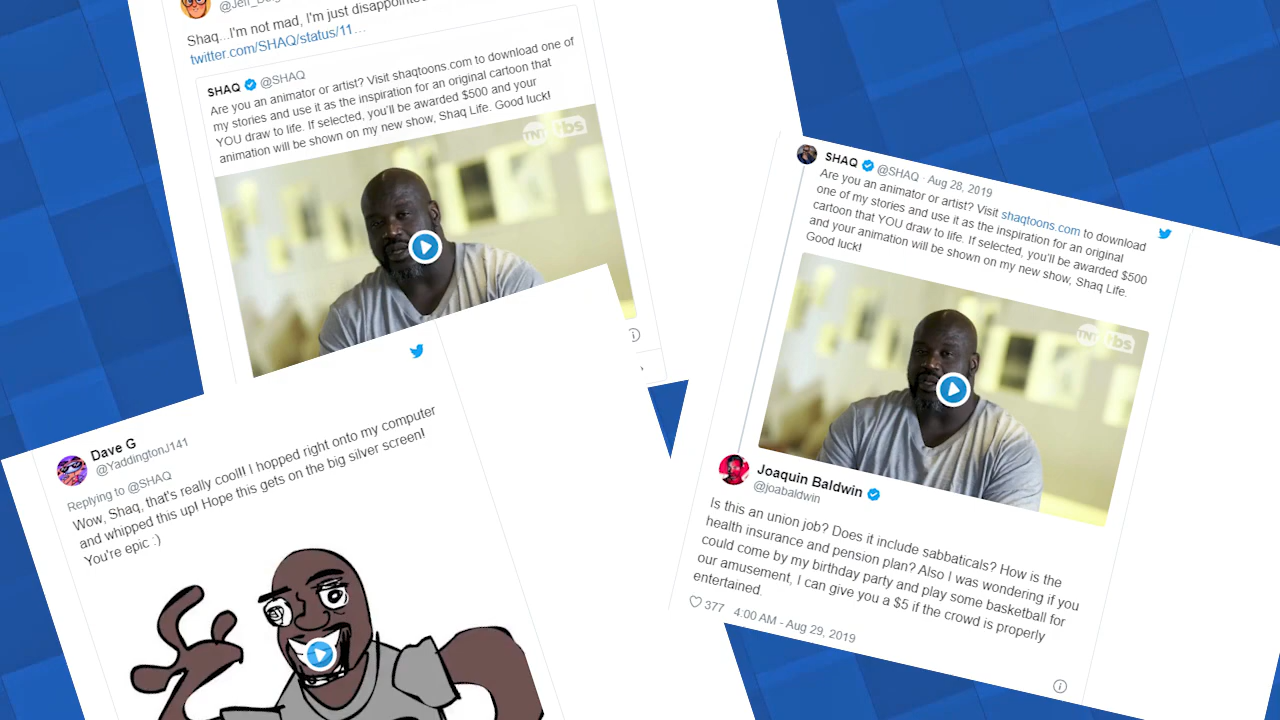 Shaq...I'm not mad, I'm just
twitter.com/SHAQ/status/11…
SHAQ @SHAQ
Are you an animator or artist? Visit shaqtoons.com to download one of
my stories and use it as the inspiration for an original cartoon that
YOU draw to life. If selected, you'll be awarded $500 and your
animation will be shown on my new show, Shaq Life. Good luck!
TNT tbs
SHAQ @SHAQ · Aug 28, 2019
Are you an animator or artist? Visit shaqtoons.com to download
one of my stories and use it as the inspiration for an original
cartoon that YOU draw to life. If selected, you'll be awarded $500
and your animation will be shown on my new show, Shaq Life.
Good luck!
TNT tbs
Joaquin Baldwin
@joabaldwin
Is this an union job? Does it include sabbaticals? How is the
health insurance and pension plan? Also I was wondering if you
could come by my birthday party and play some basketball for
our amusement, I can give you a $5 if the crowd is properly
entertained.
377 4:00 AM - Aug 29, 2019
Dave G
@YaddingtonJ141
Replying to @SHAQ
Wow, Shaq, that's really cool!!! I hopped right onto my computer
and whipped this up! Hope this gets on the big silver screen!
You're epic :)